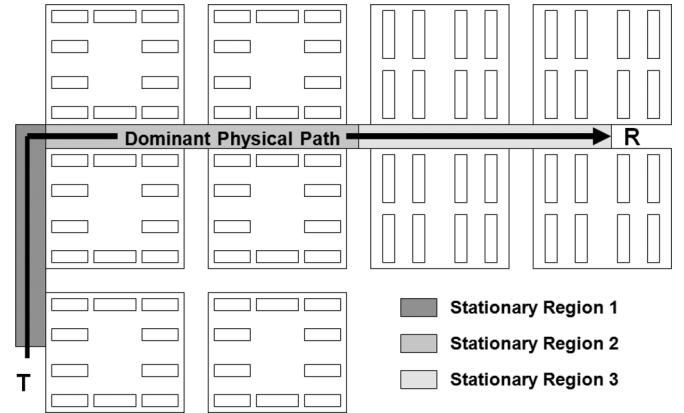 Dominant Physical Path
R
Stationary Region 1
Stationary Region 2
Stationary Region 3
T